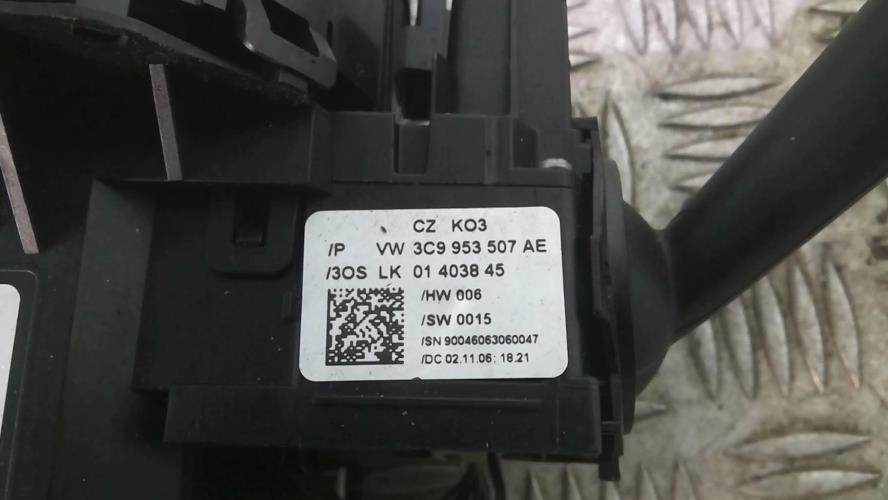 CZ KO3
/P VW 3C9 953 507 AE
/3OS LK 01 4038 45
/HW 006
/SW 0015
/SN 90046063060047
/DC 02.11.06; 18.21